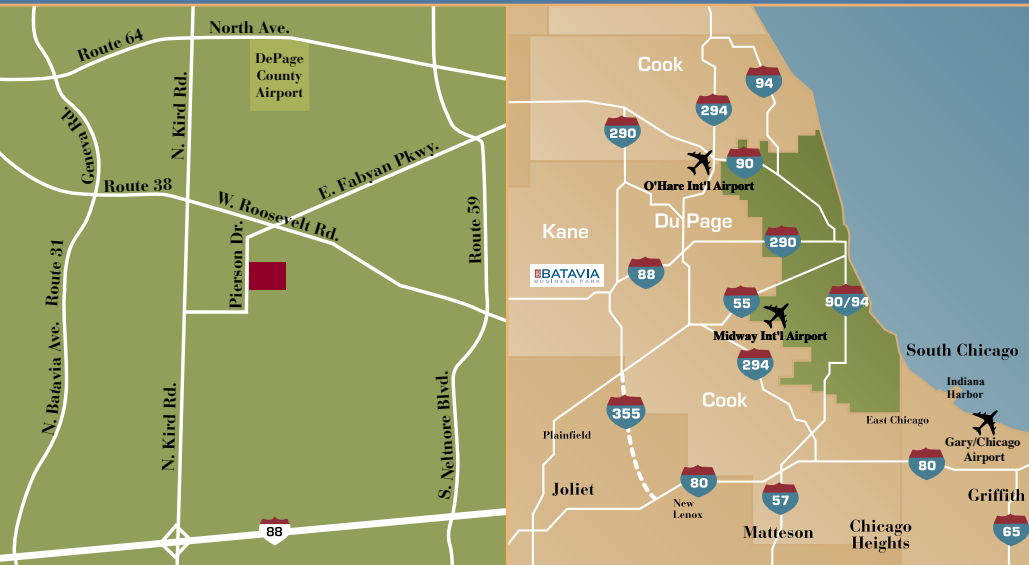 North Ave.
Route 64
DePage
County
Airport
N. Kird Rd.
Geneva Rd.
E. Fabyan Pkwy.
Route 38
W. Roosevelt Rd.
Route 59
Pierson Dr.
Route 31
N. Batavia Ave.
N. Kird Rd.
S. Neltnore Blvd.
88
Cook
94
294
290
90
O'Hare Int'l Airport
Du Page
Kane
290
BATAVIA
BUSINESS PARK
88
55
90/94
Midway Int'l Airport
South Chicago
294
Indiana
Harbor
Cook
355
East Chicago
Plainfield
Gary/Chicago
Airport
80
80
Joliet
57
Griffith
New
Lenox
Matteson
Chicago
Heights
65